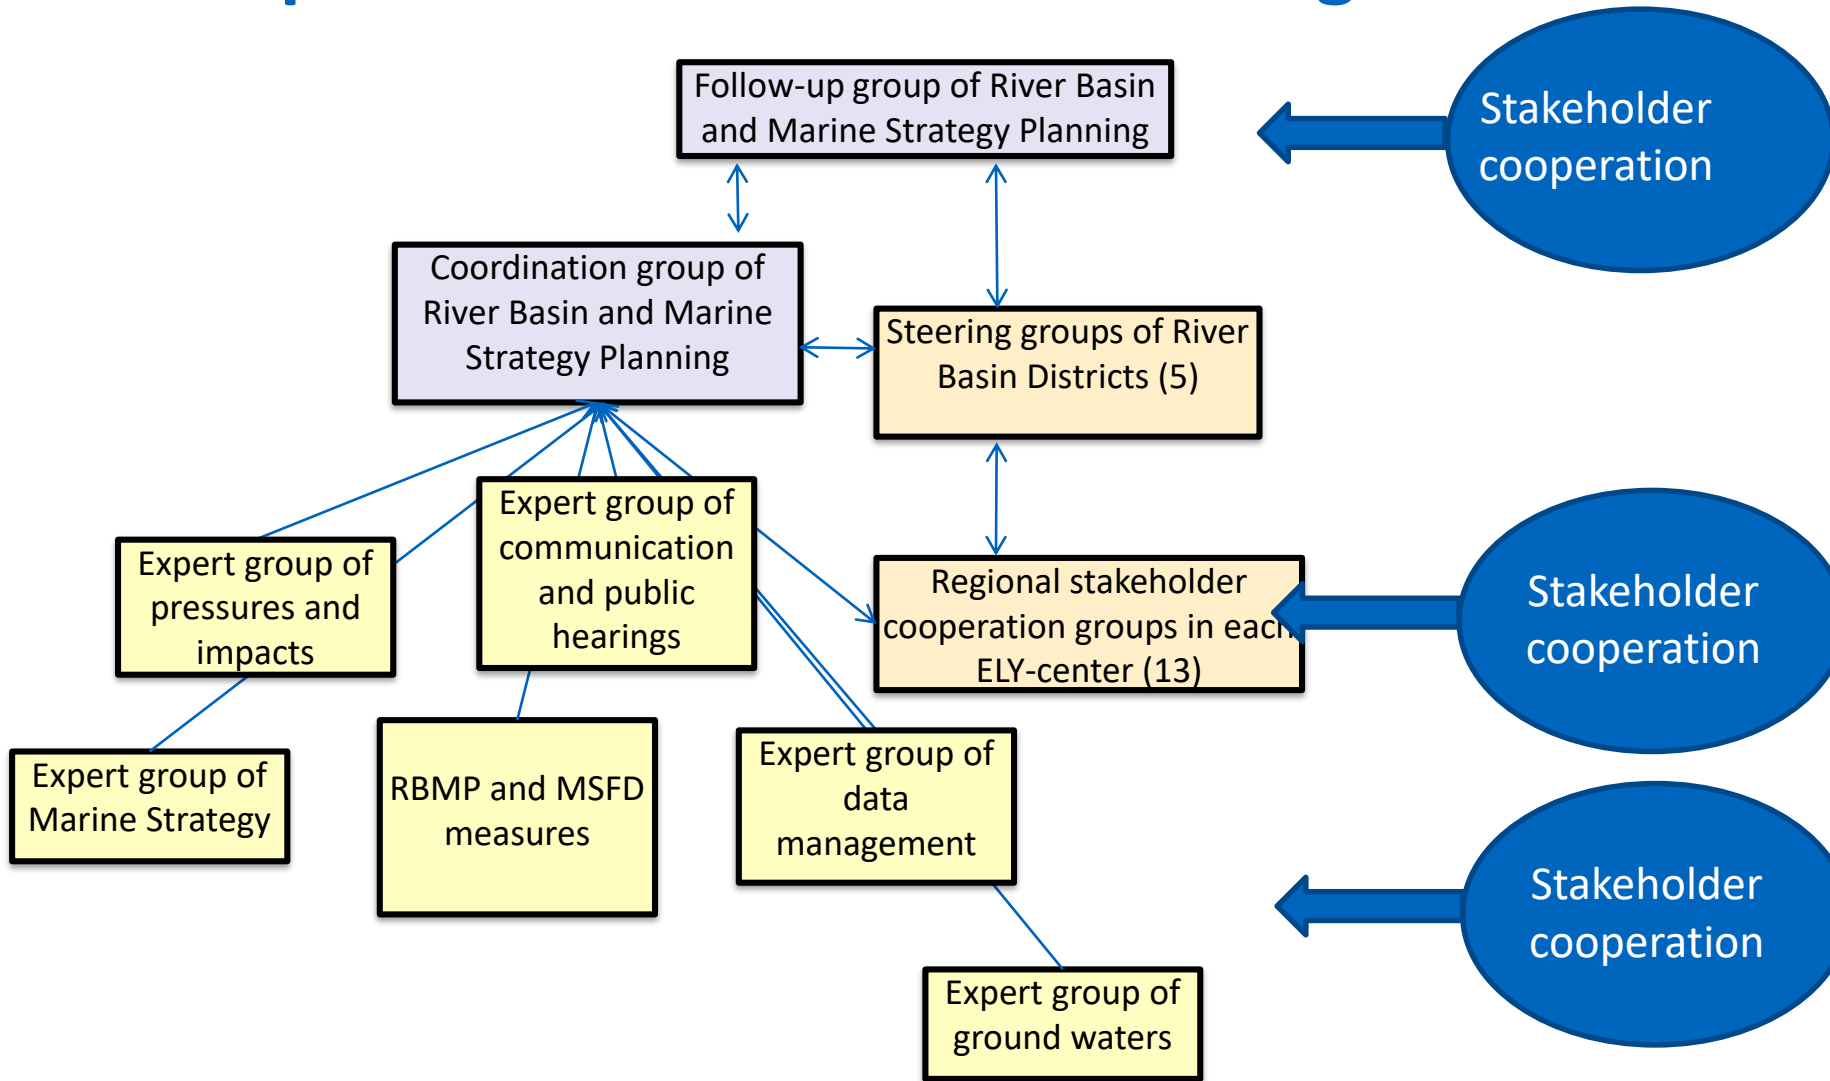 Follow-up group of River Basin
and Marine Strategy Planning
Stakeholder
cooperation
Coordination group of
River Basin and Marine
Strategy Planning
Steering groups of River
Basin Districts (5)
Expert group of
communication
and public
hearings
Expert group of
pressures and
impacts
Regional stakeholder
cooperation groups in each
ELY-center (13)
Stakeholder
cooperation
Expert group of
Marine Strategy
RBMP and MSFD
measures
Expert group of
data
management
Stakeholder
cooperation
Expert group of
ground waters